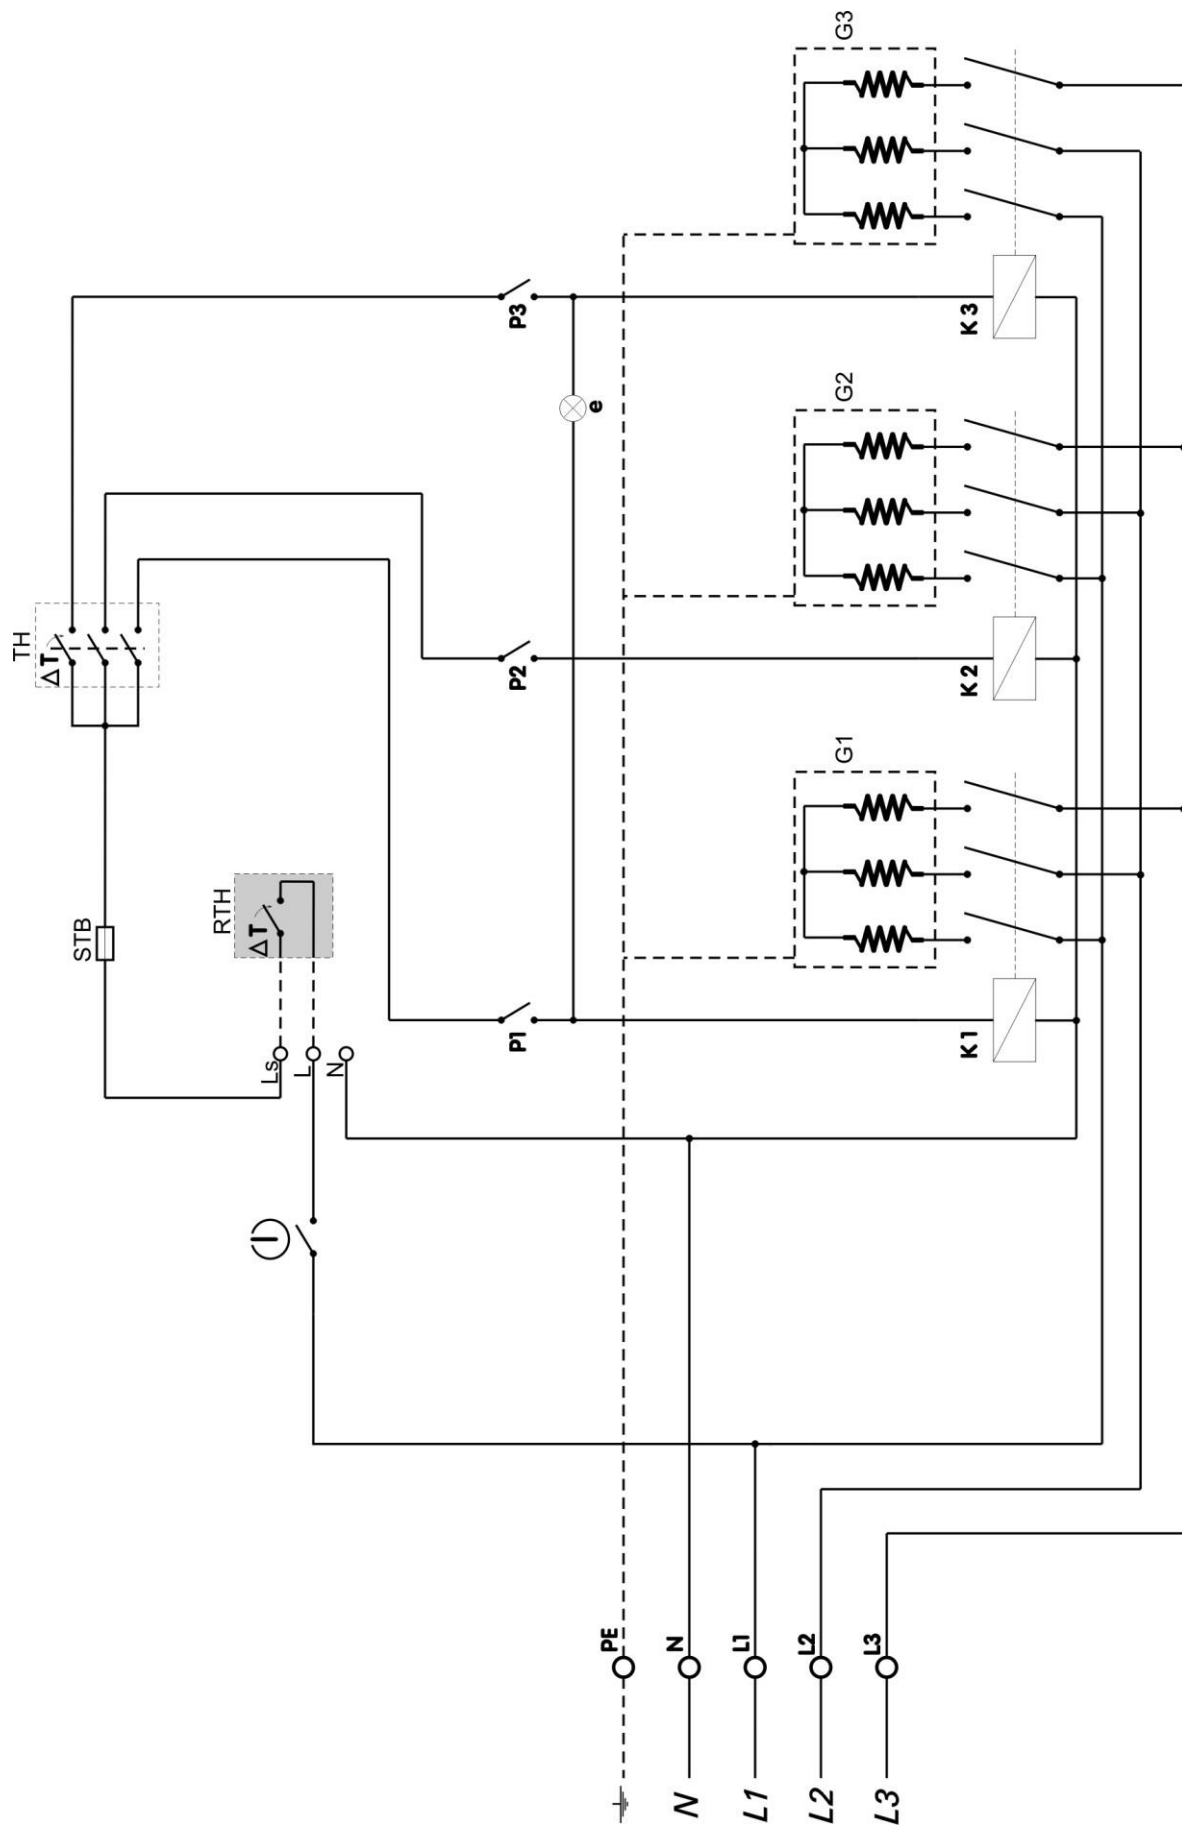 TH
ΔT
STB
RTH
ΔT
Ls
L
N
P1 P2 P3
e
PE
N N
L1 L1
L2 L2
G1 G2 G3
L3 L3
K1 K2 K3